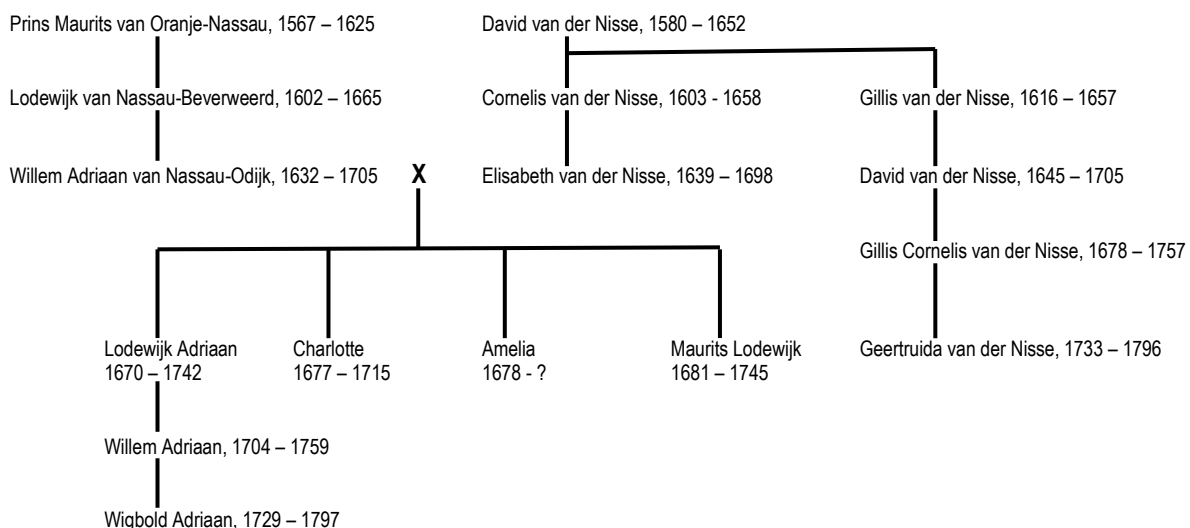 Prins Maurits van Oranje-Nassau, 1567 – 1625
David van der Nisse, 1580 – 1652
Lodewijk van Nassau-Beverweerd, 1602 – 1665
Cornelis van der Nisse, 1603 - 1658
Gillis van der Nisse, 1616 – 1657
Willem Adriaan van Nassau-Odijk, 1632 – 1705
X
Elisabeth van der Nisse, 1639 – 1698
David van der Nisse, 1645 – 1705
Gillis Cornelis van der Nisse, 1678 – 1757
Lodewijk Adriaan
1670 – 1742
Charlotte
1677 – 1715
Amelia
1678 - ?
Maurits Lodewijk
1681 – 1745
Geertruida van der Nisse, 1733 – 1796
Willem Adriaan, 1704 – 1759
Wigbold Adriaan, 1729 – 1797